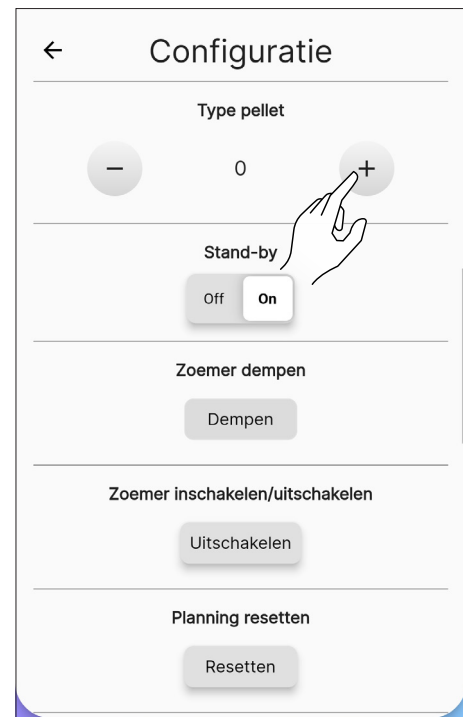 ← Configuratie
Type pellet
− 0 +
Stand-by
Off On
Zoemer dempen
Dempen
Zoemer inschakelen/uitschakelen
Uitschakelen
Planning resetten
Resetten